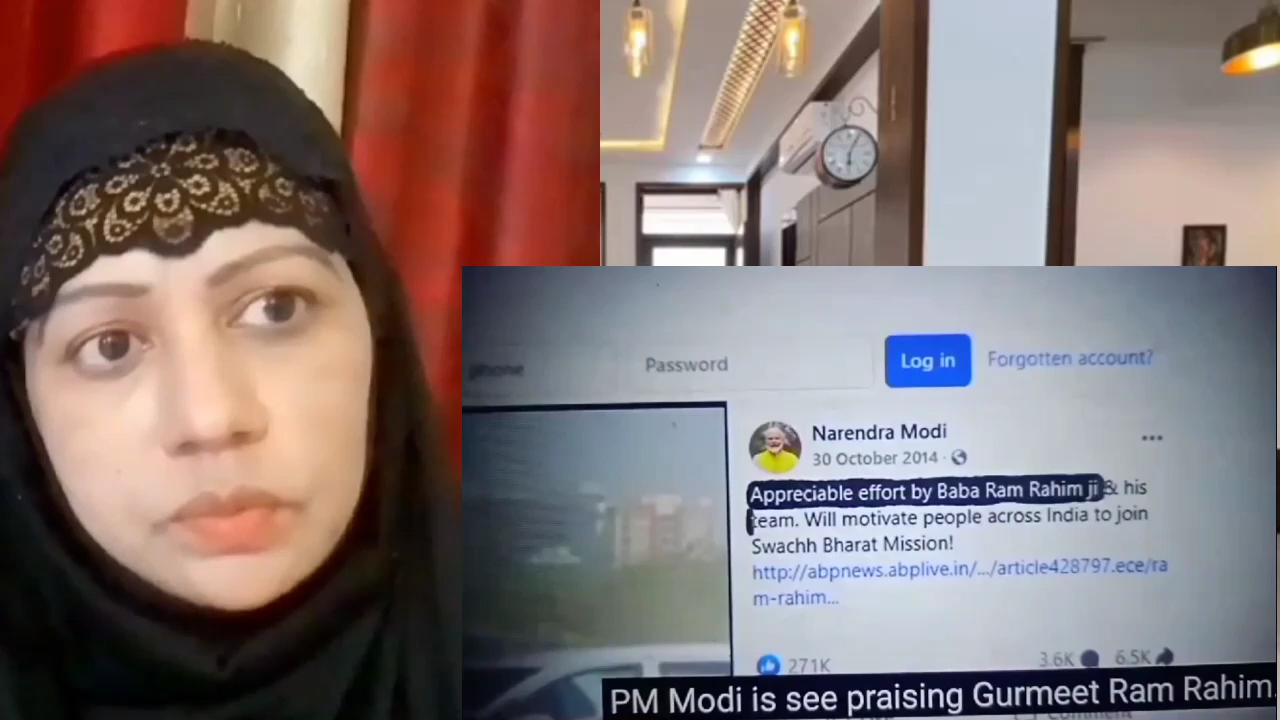 phone
Password
Log in
Forgotten account?
Narendra Modi
30 October 2014
Appreciable effort by Baba Ram Rahim ji & his
team. Will motivate people across India to join
Swachh Bharat Mission!
http://abpnews.abplive.in/.../article428797.ece/ra
m-rahim...
271K
3.6K
6.5K
PM Modi is see praising Gurmeet Ram Rahim.